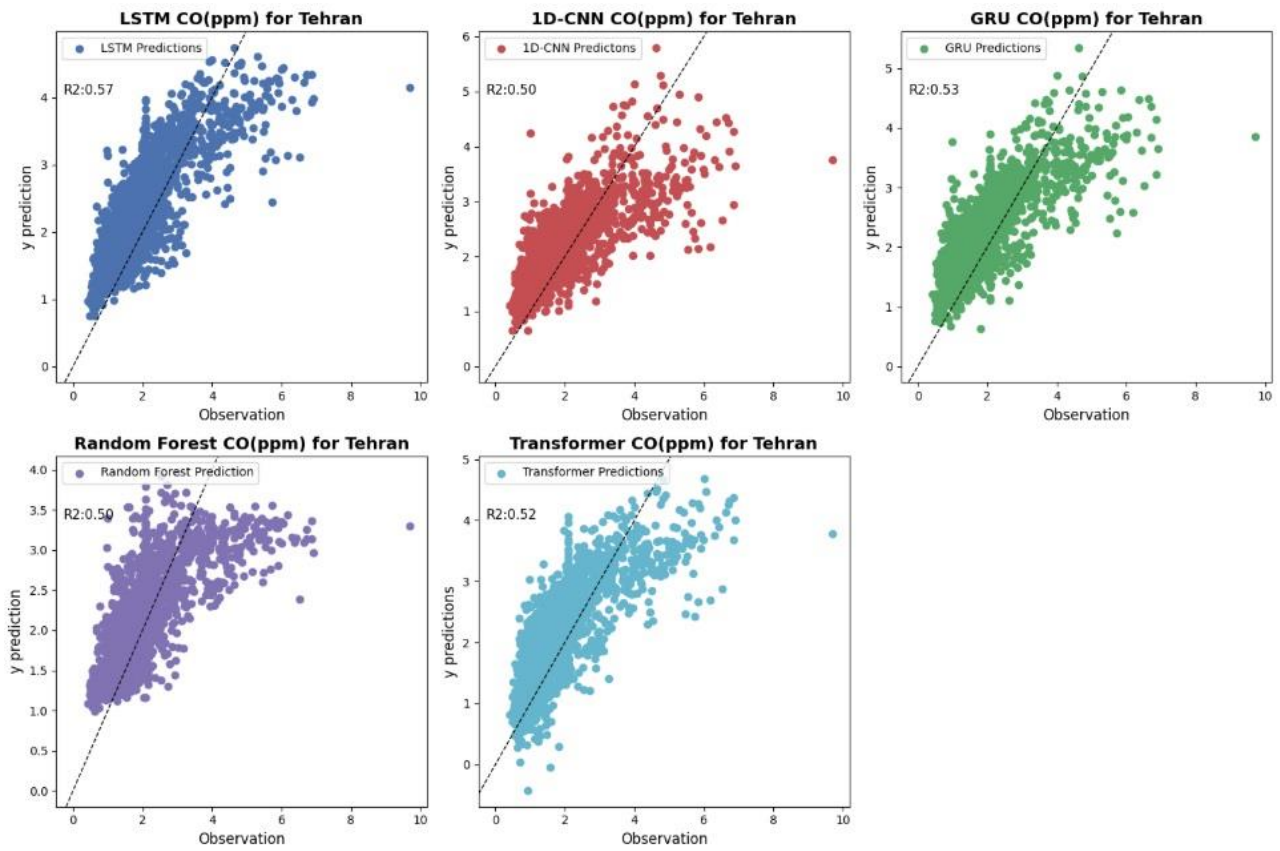 LSTM CO(ppm) for Tehran
LSTM Predictions
R2:0.57
4
3
2
1
0
y prediction
0 2 4 6 8 10
Observation
1D-CNN CO(ppm) for Tehran
1D-CNN Predictons
R2:0.50
6
5
4
3
2
1
0
y prediction
0 2 4 6 8 10
Observation
GRU CO(ppm) for Tehran
GRU Predictions
R2:0.53
5
4
3
2
1
0
y prediction
0 2 4 6 8 10
Observation
Random Forest CO(ppm) for Tehran
Random Forest Prediction
R2:0.50
4.0
3.5
3.0
2.5
2.0
1.5
1.0
0.5
0.0
y prediction
0 2 4 6 8 10
Observation
Transformer CO(ppm) for Tehran
Transformer Predictions
R2:0.52
5
4
3
2
1
0
y predictions
0 2 4 6 8 10
Observation